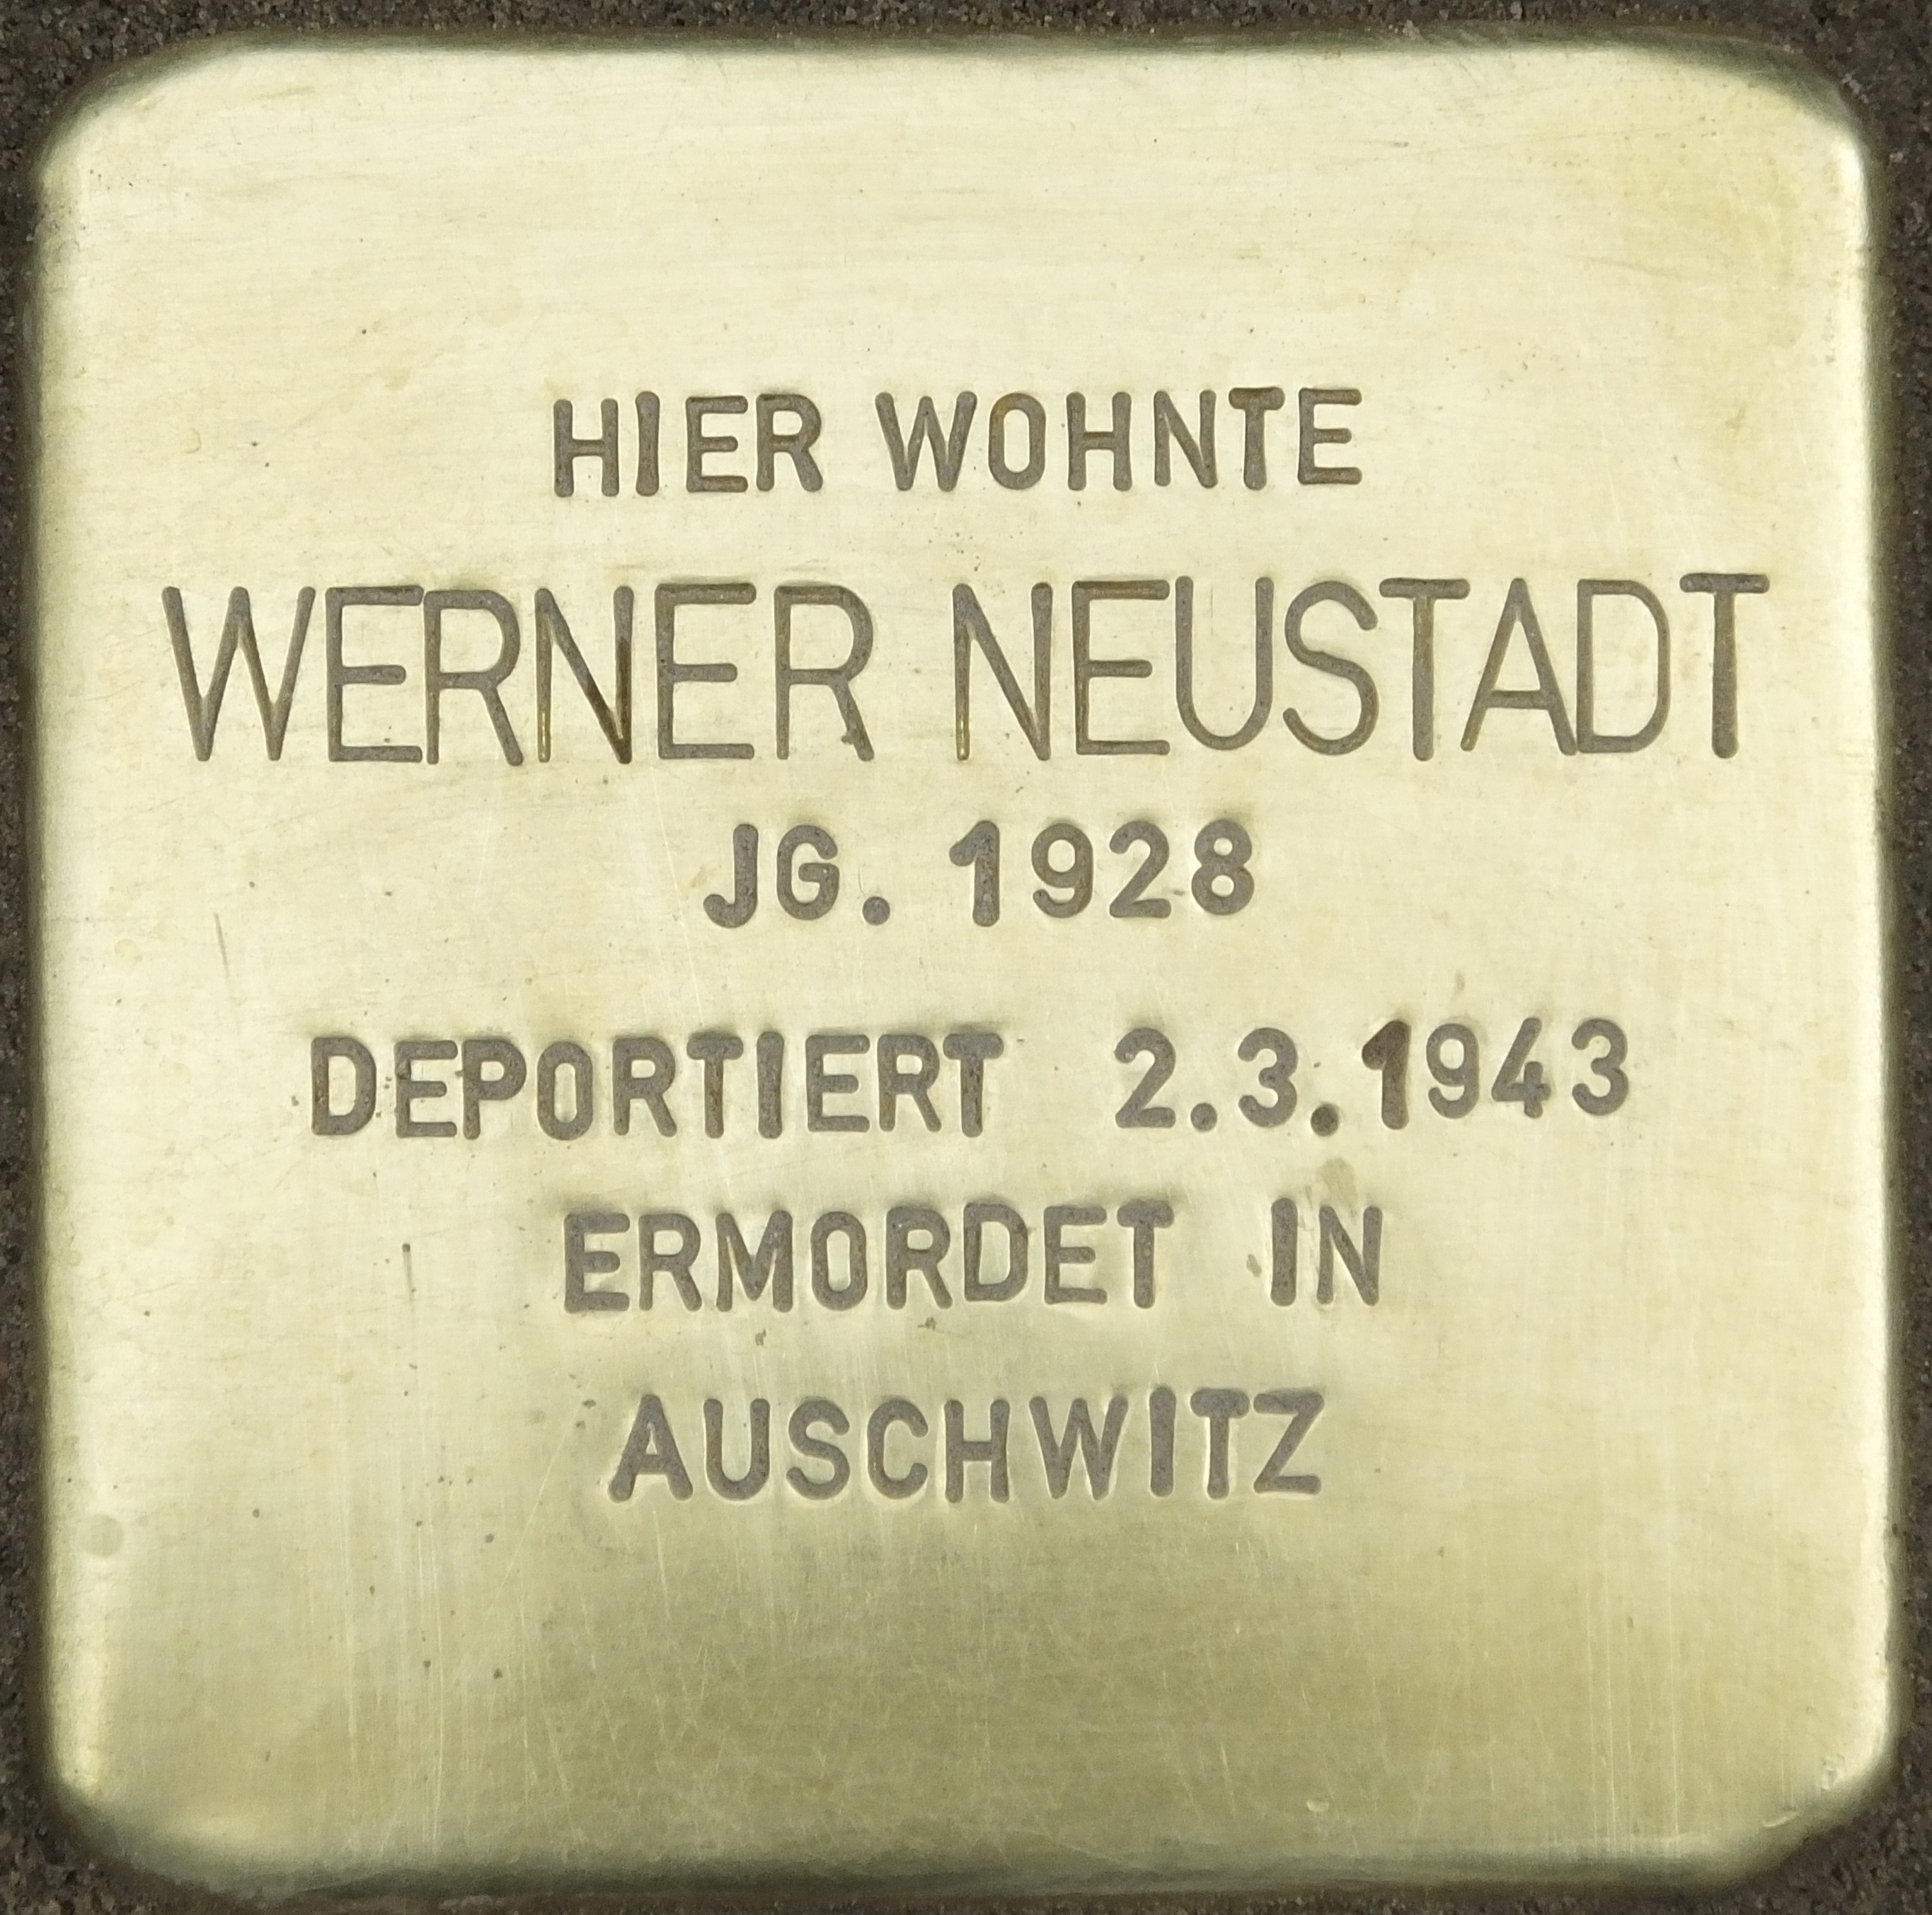 HIER WOHNTE
WERNER NEUSTADT
JG. 1928
DEPORTIERT 2.3.1943
ERMORDET IN
AUSCHWITZ